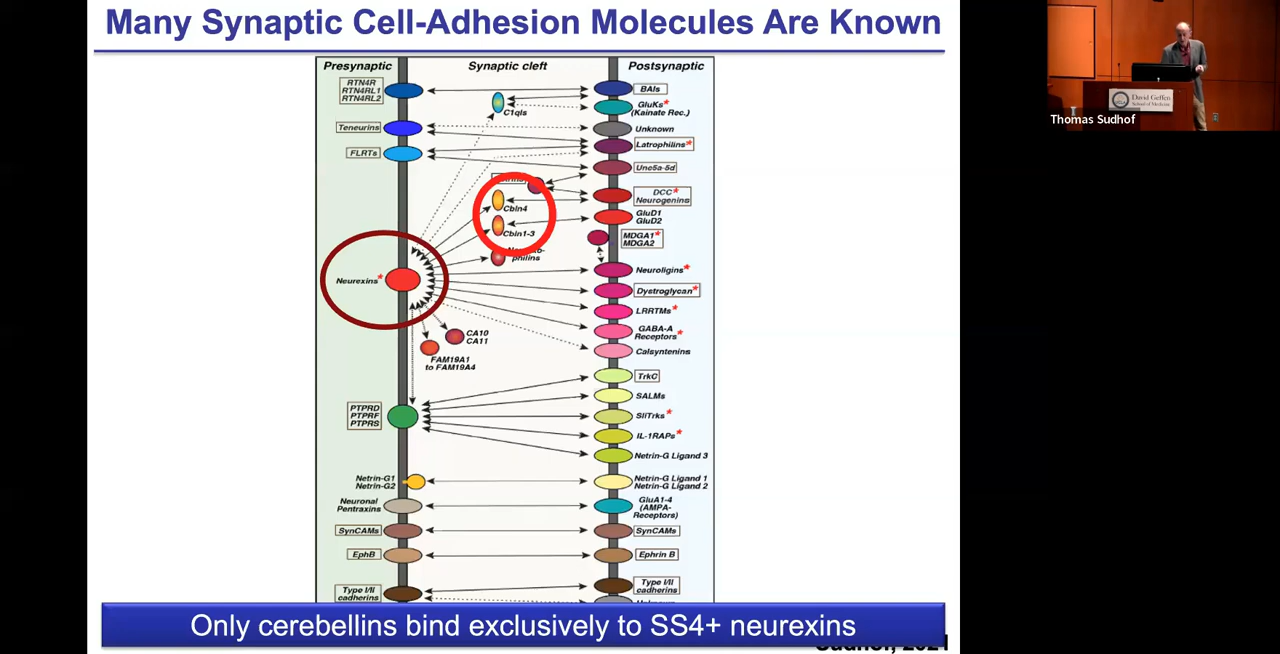 Many Synaptic Cell-Adhesion Molecules Are Known
Presynaptic
Synaptic cleft
Postsynaptic
RTN4R
RTN4RL1
RTN4RL2
BAIs
C1qls
GluKs*
(Kainate Rec.)
Teneurins
Unknown
Latrophilins*
FLRTs
Unc5a-5d
DCC*
Neurogenins
Cbln4
GluD1
GluD2
Cbln1-3
MDGA1*
MDGA2
philins
Neurexins*
Neuroligins*
Dystroglycan*
LRRTMs*
GABA-A
Receptors*
CA10
CA11
Calsyntenins
FAM19A1
to FAM19A4
TrkC
SALMs
PTPRD
PTPRF
PTPRS
SliTrks*
IL-1RAPs*
Netrin-G Ligand 3
Netrin-G1
Netrin-G2
Netrin-G Ligand 1
Netrin-G Ligand 2
Neuronal
Pentraxins
GluA1-4
(AMPA-
Receptors)
SynCAMs
SynCAMs
EphB
Ephrin B
Type I/II
cadherins
Type I/II
cadherins
Only cerebellins bind exclusively to SS4+ neurexins
David Geffen
School of Medicine
Thomas Sudhof